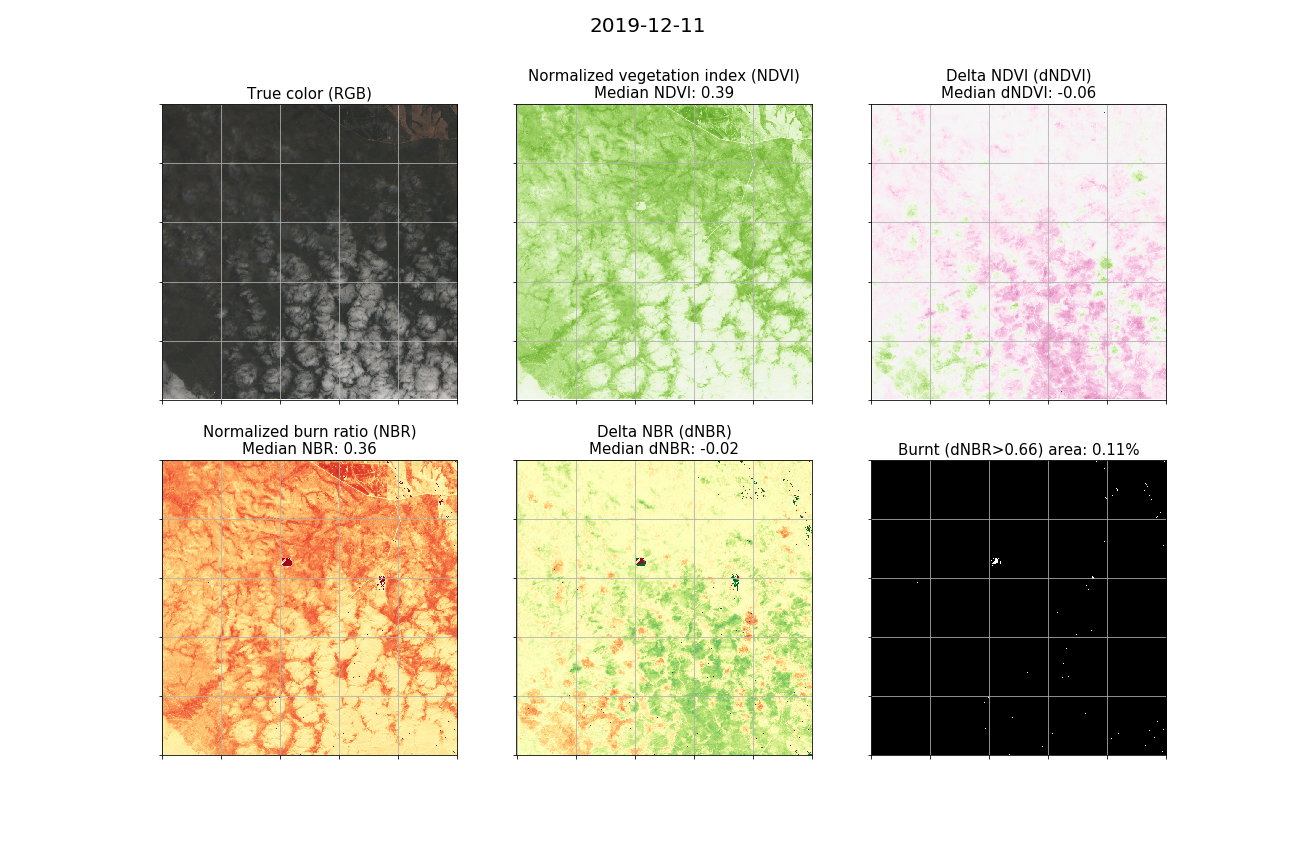 2019-12-11
True color (RGB)
Normalized vegetation index (NDVI)
Median NDVI: 0.39
Delta NDVI (dNDVI)
Median dNDVI: -0.06
Normalized burn ratio (NBR)
Median NBR: 0.36
Delta NBR (dNBR)
Median dNBR: -0.02
Burnt (dNBR>0.66) area: 0.11%